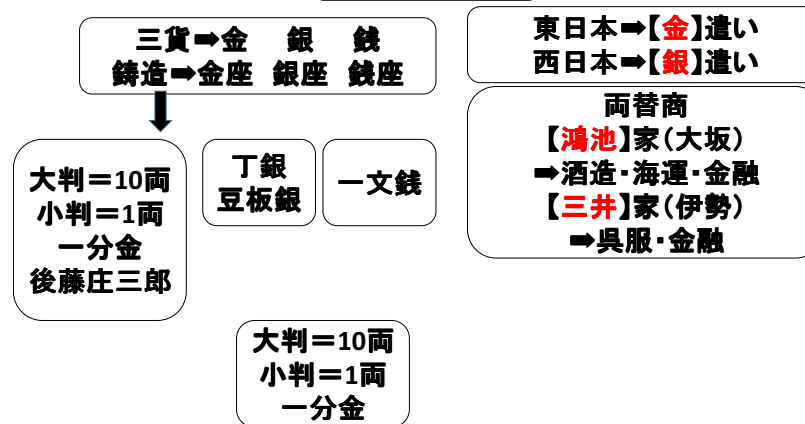 三貨➡金 銀 銭
鋳造➡金座 銀座 銭座
東日本➡【金】遣い
西日本➡【銀】遣い
両替商
【鴻池】家(大坂)
➡酒造・海運・金融
【三井】家(伊勢)
➡呉服・金融
大判＝10両
小判＝1両
一分金
後藤庄三郎
丁銀
豆板銀
一文銭
大判＝10両
小判＝1両
一分金